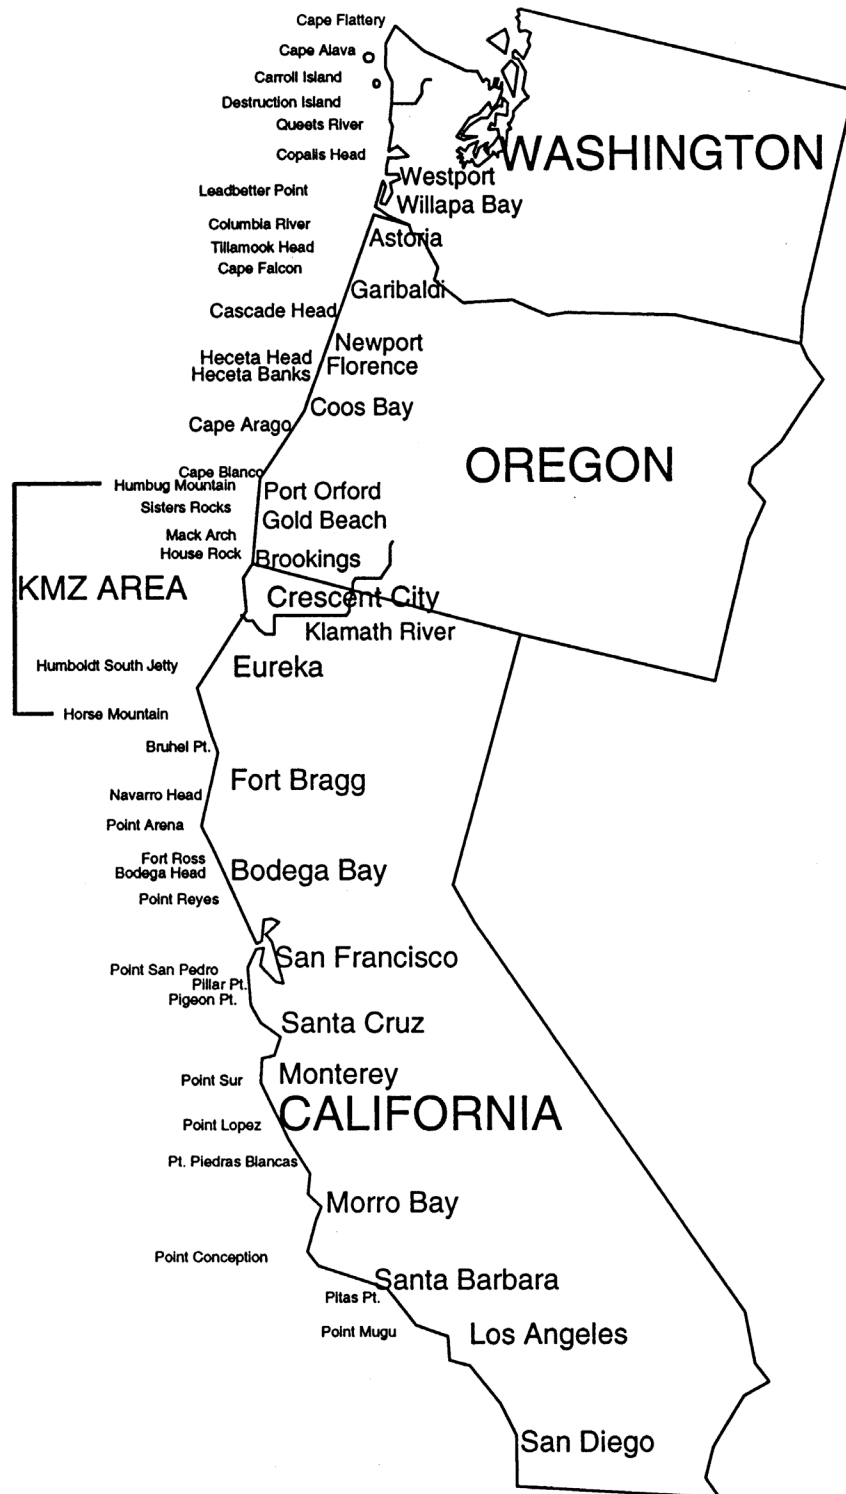 Cape Flattery
Cape Alava
Carroll Island
Destruction Island
Queets River
Copalis Head
WASHINGTON
Westport
Leadbetter Point
Willapa Bay
Columbia River
Astoria
Tillamook Head
Cape Falcon
Garibaldi
Cascade Head
Newport
Heceta Head
Florence
Heceta Banks
Coos Bay
Cape Arago
OREGON
Cape Blanco
Humbug Mountain
Port Orford
Sisters Rocks
Gold Beach
Mack Arch
House Rock
Brookings
KMZ AREA
Crescent City
Klamath River
Humboldt South Jetty
Eureka
Horse Mountain
Bruhel Pt.
Fort Bragg
Navarro Head
Point Arena
Fort Ross
Bodega Head
Bodega Bay
Point Reyes
San Francisco
Point San Pedro
Pillar Pt.
Pigeon Pt.
Santa Cruz
Monterey
Point Sur
CALIFORNIA
Point Lopez
Pt. Piedras Blancas
Morro Bay
Point Conception
Santa Barbara
Pitas Pt.
Point Mugu
Los Angeles
San Diego